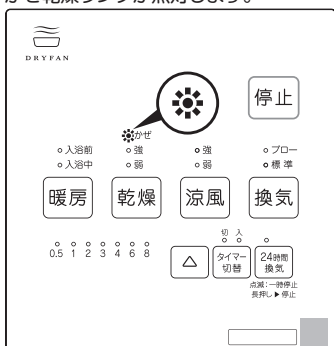 かぜ乾燥ランプが点灯します。
DRYFAN
停止
かぜ
入浴前 強 強 ブロー
入浴中 弱 弱 標準
暖房 乾燥 涼風 換気
切 入
0.5 1 2 3 4 6 8
△ タイマー 24時間
切替 換気
点滅:一時停止
長押し▶停止